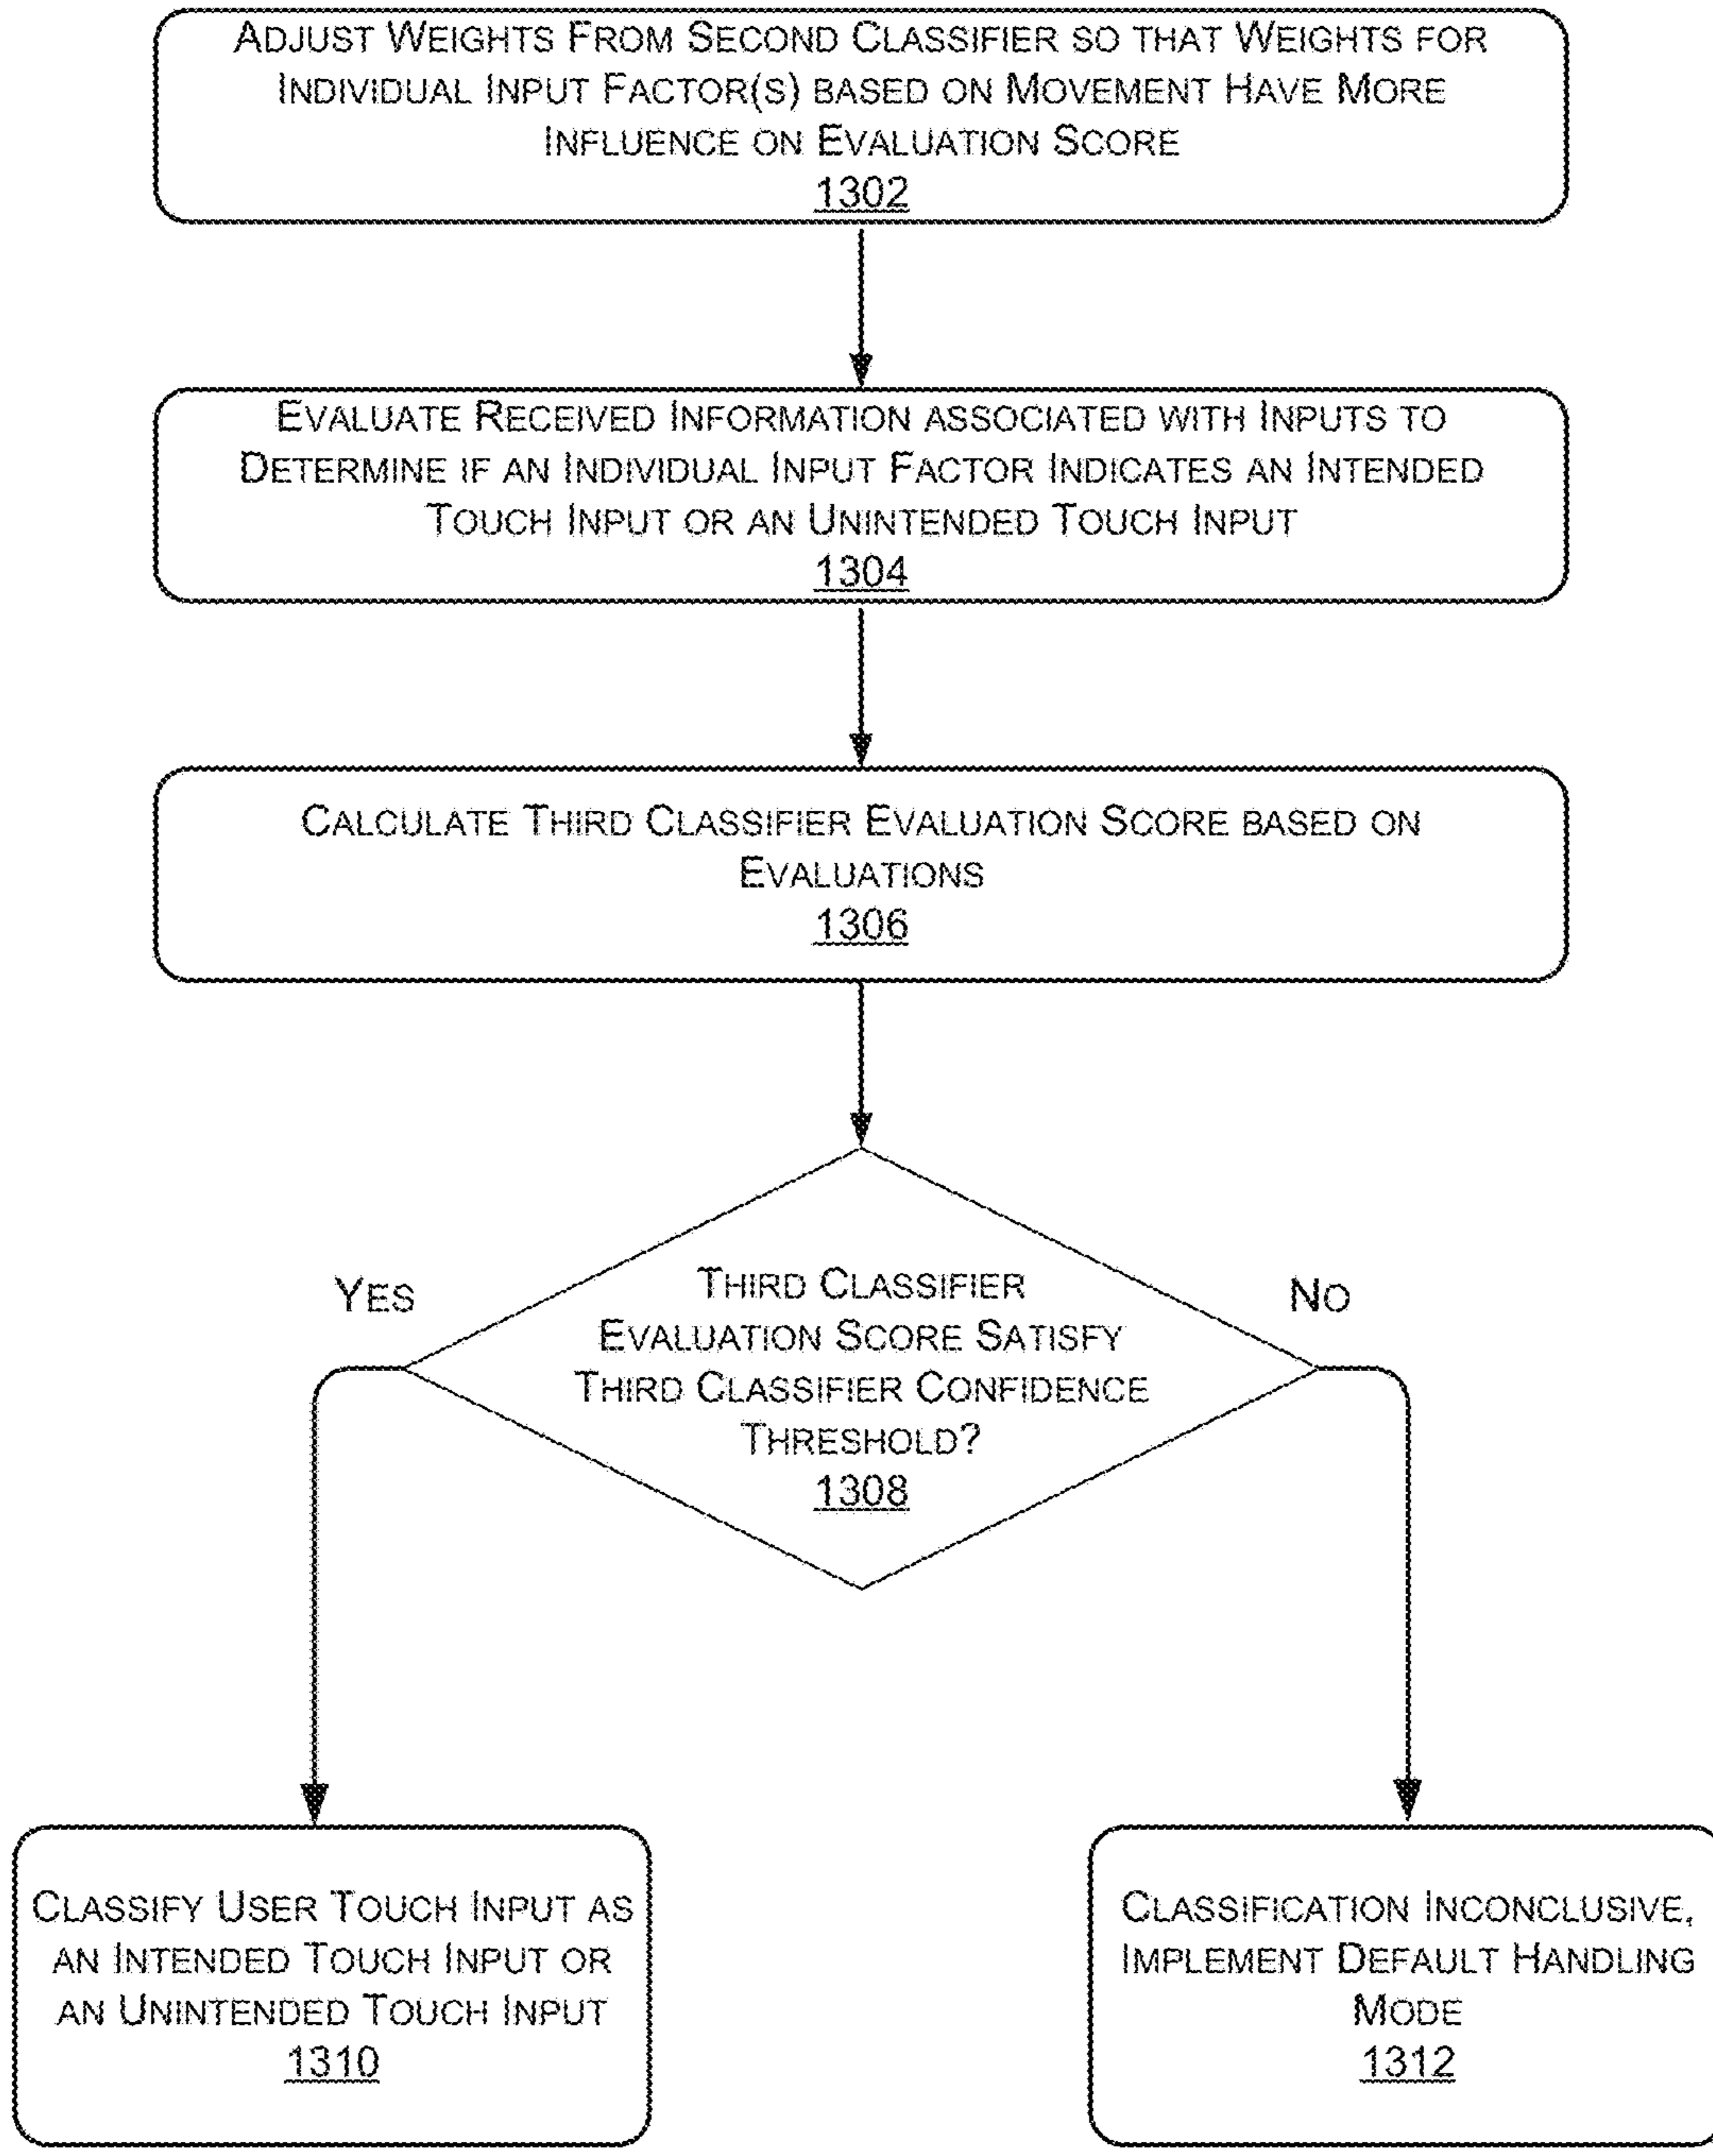 ADJUST WEIGHTS FROM SECOND CLASSIFIER SO THAT WEIGHTS FOR
INDIVIDUAL INPUT FACTOR(S) BASED ON MOVEMENT HAVE MORE
INFLUENCE ON EVALUATION SCORE
1302
EVALUATE RECEIVED INFORMATION ASSOCIATED WITH INPUTS TO
DETERMINE IF AN INDIVIDUAL INPUT FACTOR INDICATES AN INTENDED
TOUCH INPUT OR AN UNINTENDED TOUCH INPUT
1304
CALCULATE THIRD CLASSIFIER EVALUATION SCORE BASED ON
EVALUATIONS
1306
YES
NO
THIRD CLASSIFIER
EVALUATION SCORE SATISFY
THIRD CLASSIFIER CONFIDENCE
THRESHOLD?
1308
CLASSIFY USER TOUCH INPUT AS
AN INTENDED TOUCH INPUT OR
AN UNINTENDED TOUCH INPUT
1310
CLASSIFICATION INCONCLUSIVE,
IMPLEMENT DEFAULT HANDLING
MODE
1312